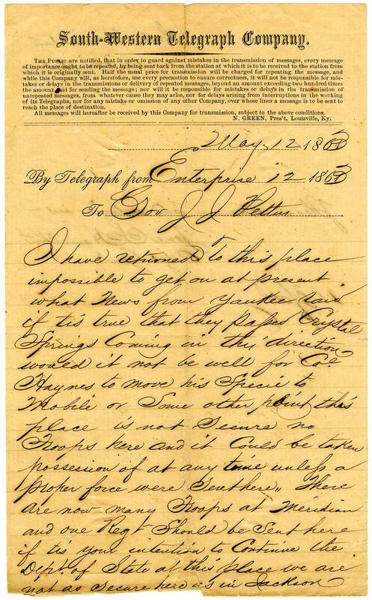 South-Western Telegraph Company.
THE PUBLIC are notified, that in order to guard against mistakes in the transmission of messages, every message
of importance ought to be repeated, by being sent back from the station at which it is to be received to the station from
which it is originally sent. Half the usual price for transmission will be charged for repeating the message, and
while this Company will, as heretofore, use every precaution to ensure correctness, it will not be responsible for mis-
takes or delays in the transmission or delivery of repeated messages, beyond an amount exceeding two hundred times
the amount paid for sending the message; nor will it be responsible for mistakes or delays in the transmission of
unrepeated messages, from whatever cause they may arise, nor for delays arising from interruptions in the working
of its Telegraphs, nor for any mistake or omission of any other Company, over whose lines a message is to be sent to
reach the place of destination.
All messages will hereafter be received by this Company for transmission, subject to the above conditions.
N. GREEN, Pres't, Louisville, Ky.
May 12 1863
By Telegraph from Enterprise 12 1863
To Gov J J Pettus
I have returned to this place
impossible to get on at present
what News from Yankee raid
if tis true that they passed Crystal
Springs Coming in this direction
would it not be well for Col
Haynes to move his Specie to
Mobile or Some other point this
place is not Secure no
Troops here and it Could be taken
possession of at any time unless a
proper force were Sent here. There
are now many Troops at Meridian
and one Regt Should be Sent here
if tis your intention to Continue the
Dept. of State at this place we are
not as Secure here as in Jackson